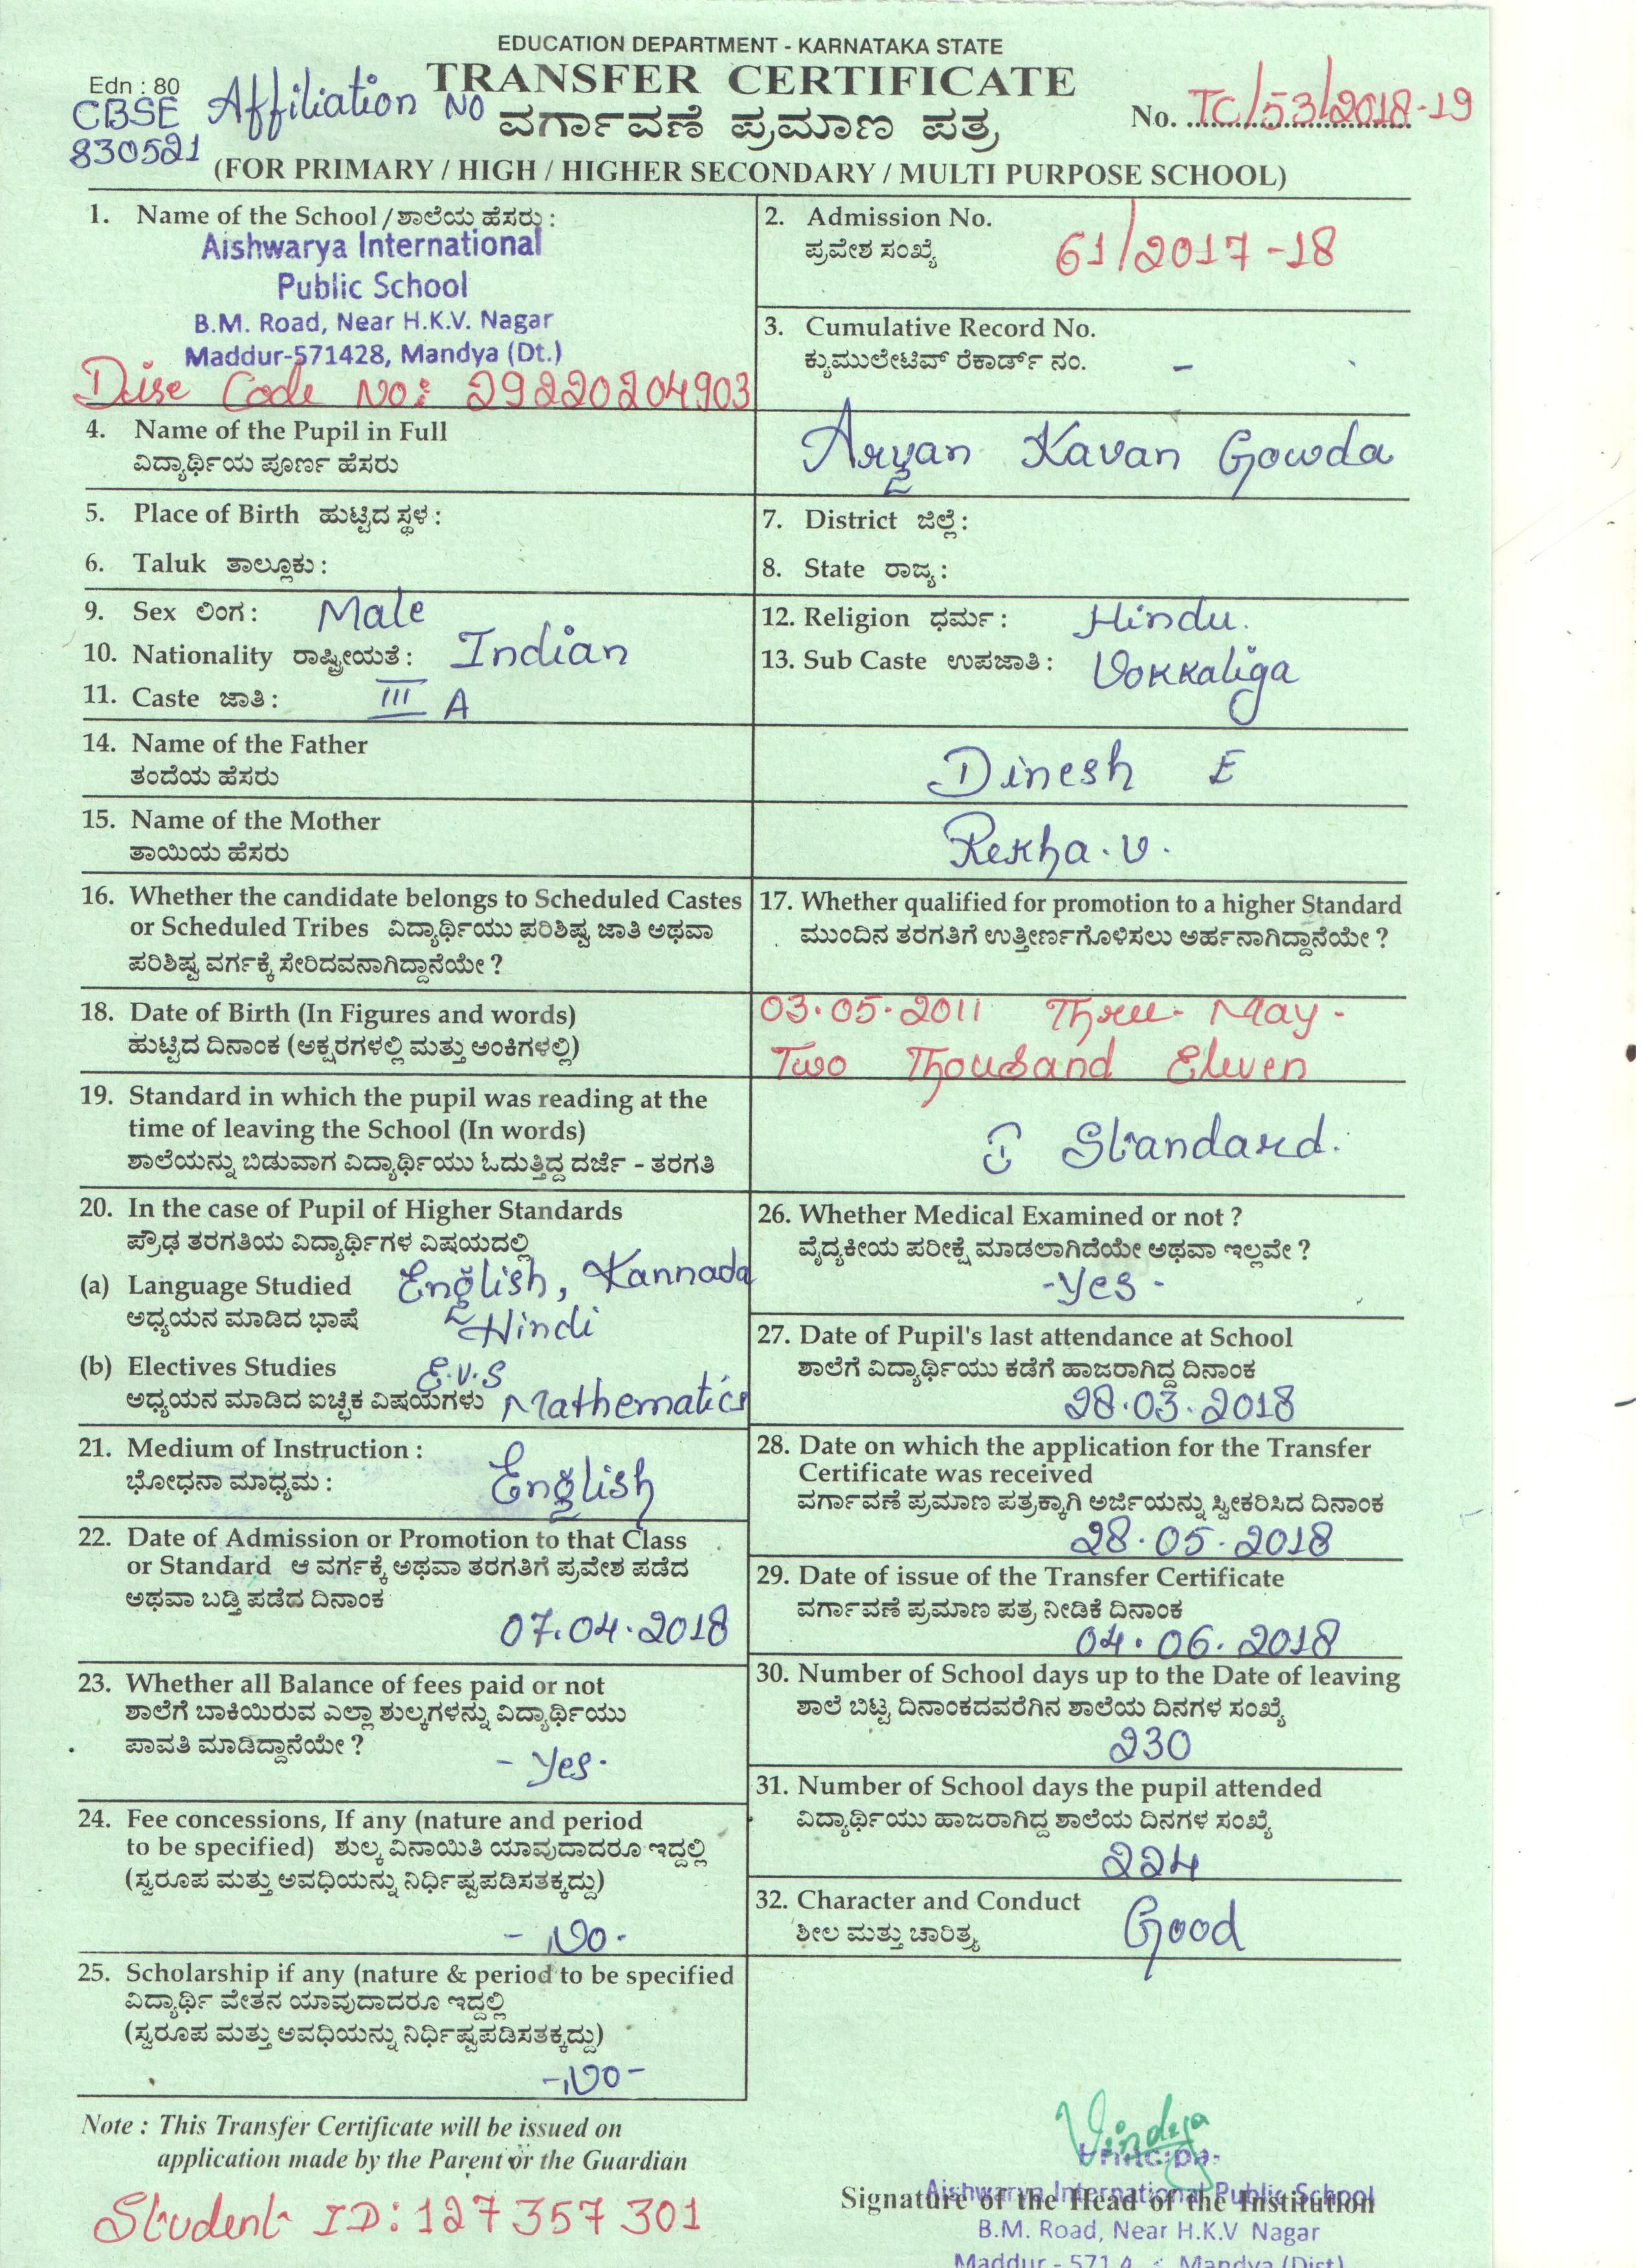 EDUCATION DEPARTMENT - KARNATAKA STATE
Edn : 80
TRANSFER CERTIFICATE
CBSE Affiliation NO
830521
ವರ್ಗಾವಣೆ ಪ್ರಮಾಣ ಪತ್ರ
No. TC/53/2018-19
(FOR PRIMARY / HIGH / HIGHER SECONDARY / MULTI PURPOSE SCHOOL)
1. Name of the School / ಶಾಲೆಯ ಹೆಸರು :
Aishwarya International
Public School
B.M. Road, Near H.K.V. Nagar
Maddur-571428, Mandya (Dt.)
Dise Code No: 29220204903
2. Admission No.
ಪ್ರವೇಶ ಸಂಖ್ಯೆ 61/2017-18
3. Cumulative Record No.
ಕ್ಯುಮುಲೇಟಿವ್ ರೆಕಾರ್ಡ್ ನಂ. -
4. Name of the Pupil in Full
ವಿದ್ಯಾರ್ಥಿಯ ಪೂರ್ಣ ಹೆಸರು
Aryan Kavan Gowda
5. Place of Birth ಹುಟ್ಟಿದ ಸ್ಥಳ :
6. Taluk ತಾಲ್ಲೂಕು :
7. District ಜಿಲ್ಲೆ :
8. State ರಾಜ್ಯ :
9. Sex ಲಿಂಗ : Male
10. Nationality ರಾಷ್ಟ್ರೀಯತೆ : Indian
11. Caste ಜಾತಿ : III A
12. Religion ಧರ್ಮ : Hindu.
13. Sub Caste ಉಪಜಾತಿ : Vokkaliga
14. Name of the Father
ತಂದೆಯ ಹೆಸರು
Dinesh E
15. Name of the Mother
ತಾಯಿಯ ಹೆಸರು
Rekha. V.
16. Whether the candidate belongs to Scheduled Castes
or Scheduled Tribes ವಿದ್ಯಾರ್ಥಿಯು ಪರಿಶಿಷ್ಟ ಜಾತಿ ಅಥವಾ
ಪರಿಶಿಷ್ಟ ವರ್ಗಕ್ಕೆ ಸೇರಿದವನಾಗಿದ್ದಾನೆಯೇ ?
17. Whether qualified for promotion to a higher Standard
ಮುಂದಿನ ತರಗತಿಗೆ ಉತ್ತೀರ್ಣಗೊಳಿಸಲು ಅರ್ಹನಾಗಿದ್ದಾನೆಯೇ ?
18. Date of Birth (In Figures and words)
ಹುಟ್ಟಿದ ದಿನಾಂಕ (ಅಕ್ಷರಗಳಲ್ಲಿ ಮತ್ತು ಅಂಕಿಗಳಲ್ಲಿ)
03.05.2011 Three- May-
Two Thousand Eleven
19. Standard in which the pupil was reading at the
time of leaving the School (In words)
ಶಾಲೆಯನ್ನು ಬಿಡುವಾಗ ವಿದ್ಯಾರ್ಥಿಯು ಓದುತ್ತಿದ್ದ ದರ್ಜೆ - ತರಗತಿ
I Standard.
20. In the case of Pupil of Higher Standards
ಪ್ರೌಢ ತರಗತಿಯ ವಿದ್ಯಾರ್ಥಿಗಳ ವಿಷಯದಲ್ಲಿ
(a) Language Studied English, Kannada
ಅಧ್ಯಯನ ಮಾಡಿದ ಭಾಷೆ Hindi
(b) Electives Studies E.V.S
ಅಧ್ಯಯನ ಮಾಡಿದ ಐಚ್ಛಿಕ ವಿಷಯಗಳು Mathematics
21. Medium of Instruction :
ಭೋಧನಾ ಮಾಧ್ಯಮ : English
22. Date of Admission or Promotion to that Class
or Standard ಆ ವರ್ಗಕ್ಕೆ ಅಥವಾ ತರಗತಿಗೆ ಪ್ರವೇಶ ಪಡೆದ
ಅಥವಾ ಬಡ್ತಿ ಪಡೆದ ದಿನಾಂಕ
07.04.2018
23. Whether all Balance of fees paid or not
ಶಾಲೆಗೆ ಬಾಕಿಯಿರುವ ಎಲ್ಲಾ ಶುಲ್ಕಗಳನ್ನು ವಿದ್ಯಾರ್ಥಿಯು
ಪಾವತಿ ಮಾಡಿದ್ದಾನೆಯೇ ?
- Yes -
24. Fee concessions, If any (nature and period
to be specified) ಶುಲ್ಕ ವಿನಾಯಿತಿ ಯಾವುದಾದರೂ ಇದ್ದಲ್ಲಿ
(ಸ್ವರೂಪ ಮತ್ತು ಅವಧಿಯನ್ನು ನಿರ್ಧಿಷ್ಟಪಡಿಸತಕ್ಕದ್ದು)
- No -
25. Scholarship if any (nature & period to be specified
ವಿದ್ಯಾರ್ಥಿ ವೇತನ ಯಾವುದಾದರೂ ಇದ್ದಲ್ಲಿ
(ಸ್ವರೂಪ ಮತ್ತು ಅವಧಿಯನ್ನು ನಿರ್ಧಿಷ್ಟಪಡಿಸತಕ್ಕದ್ದು)
- No -
26. Whether Medical Examined or not ?
ವೈದ್ಯಕೀಯ ಪರೀಕ್ಷೆ ಮಾಡಲಾಗಿದೆಯೇ ಅಥವಾ ಇಲ್ಲವೇ ?
- Yes -
27. Date of Pupil's last attendance at School
ಶಾಲೆಗೆ ವಿದ್ಯಾರ್ಥಿಯು ಕಡೆಗೆ ಹಾಜರಾಗಿದ್ದ ದಿನಾಂಕ
28.03.2018
28. Date on which the application for the Transfer
Certificate was received
ವರ್ಗಾವಣೆ ಪ್ರಮಾಣ ಪತ್ರಕ್ಕಾಗಿ ಅರ್ಜಿಯನ್ನು ಸ್ವೀಕರಿಸಿದ ದಿನಾಂಕ
28.05.2018
29. Date of issue of the Transfer Certificate
ವರ್ಗಾವಣೆ ಪ್ರಮಾಣ ಪತ್ರ ನೀಡಿಕೆ ದಿನಾಂಕ
04.06.2018
30. Number of School days up to the Date of leaving
ಶಾಲೆ ಬಿಟ್ಟ ದಿನಾಂಕದವರೆಗಿನ ಶಾಲೆಯ ದಿನಗಳ ಸಂಖ್ಯೆ
230
31. Number of School days the pupil attended
ವಿದ್ಯಾರ್ಥಿಯು ಹಾಜರಾಗಿದ್ದ ಶಾಲೆಯ ದಿನಗಳ ಸಂಖ್ಯೆ
224
32. Character and Conduct
ಶೀಲ ಮತ್ತು ಚಾರಿತ್ರ್ಯ Good
Note : This Transfer Certificate will be issued on
application made by the Parent or the Guardian
Student ID: 127357301
Vindya
Principal
Signature of the Head of the Institution
Aishwarya International Public School
B.M. Road, Near H.K.V Nagar
Maddur - 571 Mandya (Dist)